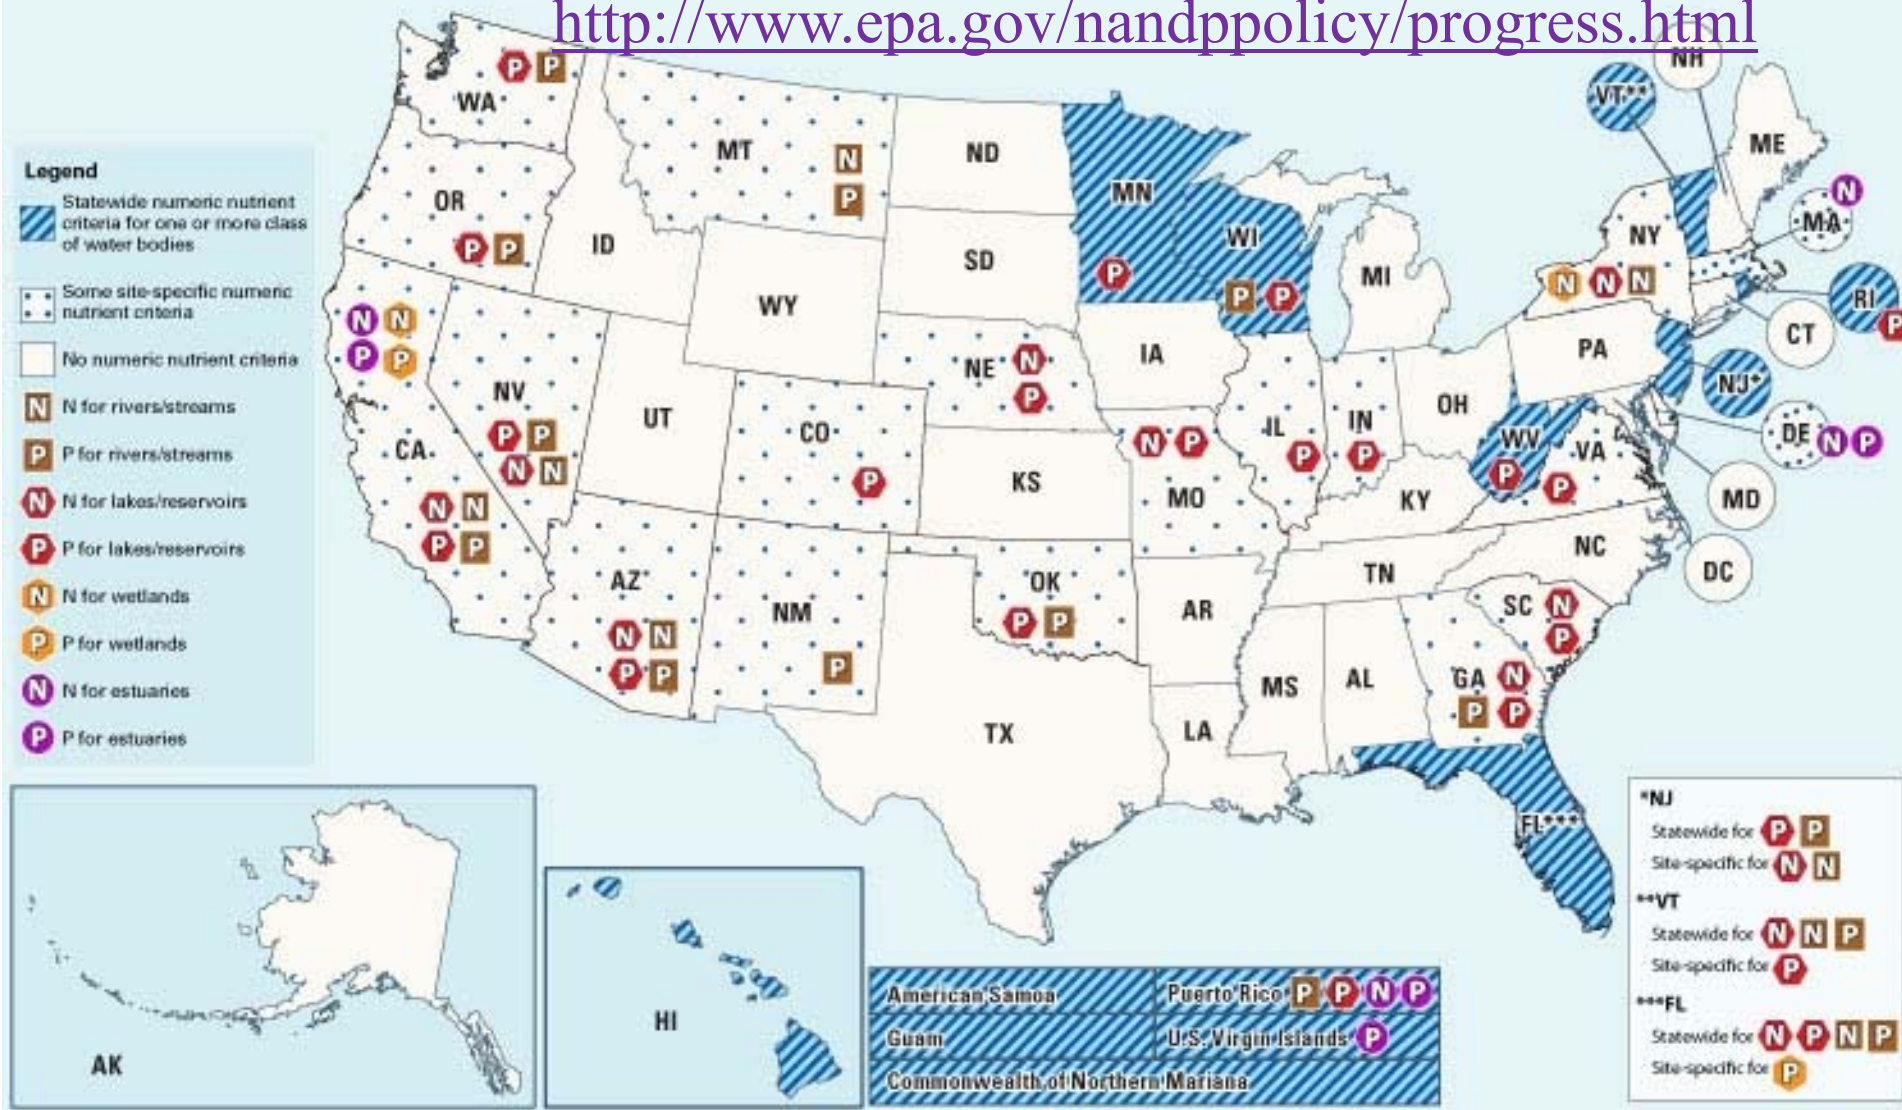 http://www.epa.gov/nandppolicy/progress.html
NH
VT**
WA P P
ME
MT N
P
ND
MN
P
N
MA
OR
P P
ID
SD
WI
P P
MI
NY
N N N
RI
P
CT
WY
N N
P P
NE N
P
IA
PA
NJ*
NV
P P
N N
UT
CO
P
IL
P
IN
P
OH
WV
P
VA
P
DE N P
CA
N N
P P
KS
N P
MO
KY
MD
AZ
N N
P P
NM
P
OK
P P
AR
TN
NC
DC
SC N
P
TX
LA
MS
AL
GA N
P P
FL***
Legend
Statewide numeric nutrient
criteria for one or more class
of water bodies
Some site-specific numeric
nutrient criteria
No numeric nutrient criteria
N N for rivers/streams
P P for rivers/streams
N N for lakes/reservoirs
P P for lakes/reservoirs
N N for wetlands
P P for wetlands
N N for estuaries
P P for estuaries
AK
HI
American Samoa
Puerto Rico P P N P
Guam
U.S. Virgin Islands P
Commonwealth of Northern Mariana
*NJ
Statewide for P P
Site-specific for N N
**VT
Statewide for N N P
Site-specific for P
***FL
Statewide for N P N P
Site-specific for P